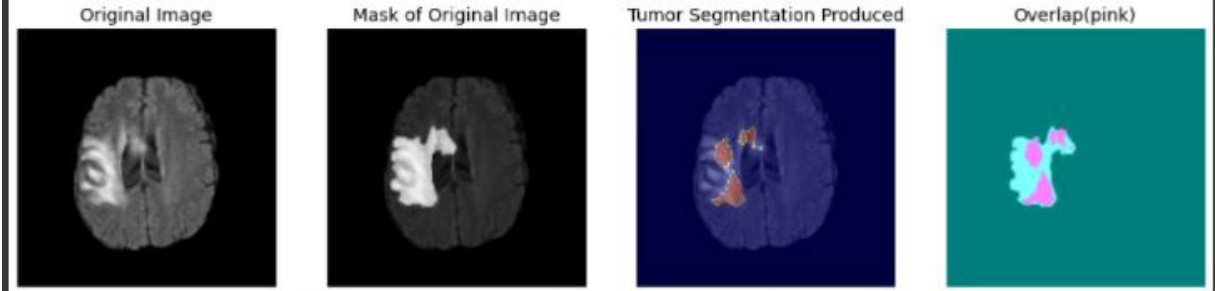 Original Image
Mask of Original Image
Tumor Segmentation Produced
Overlap(pink)